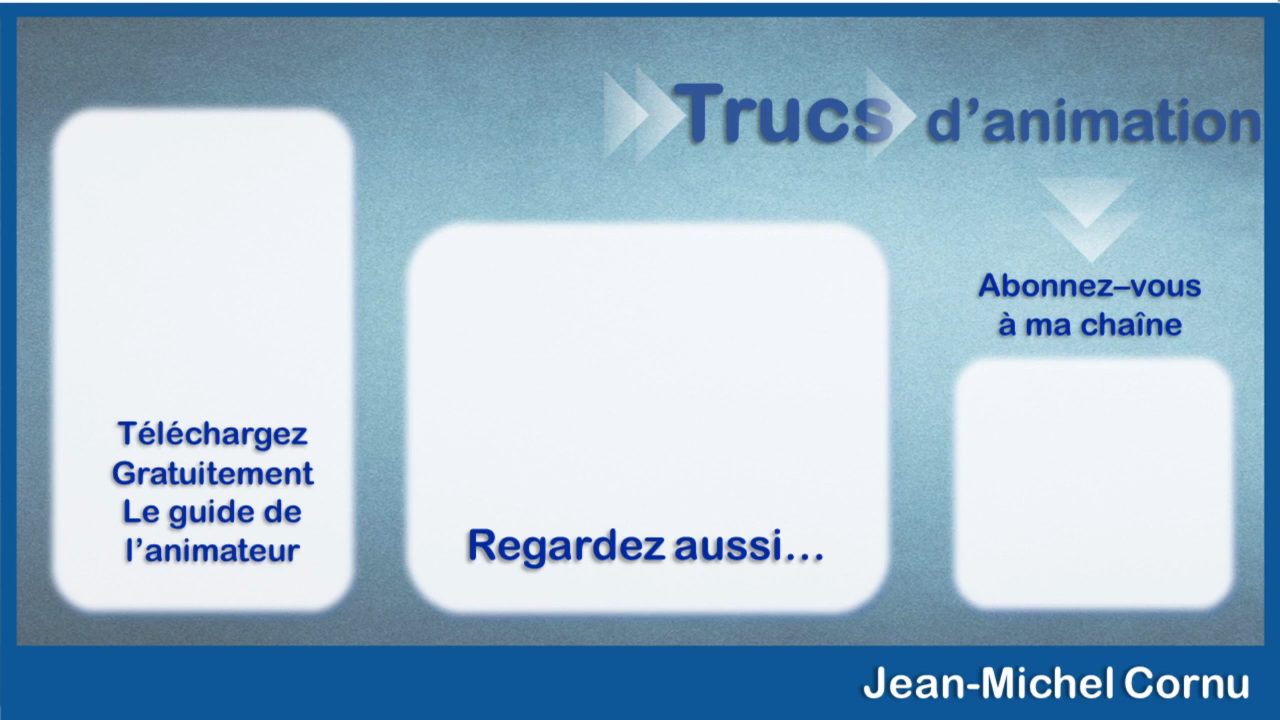 Trucs d’animation
Abonnez–vous
à ma chaîne
Téléchargez
Gratuitement
Le guide de
l’animateur
Regardez aussi…
Jean-Michel Cornu